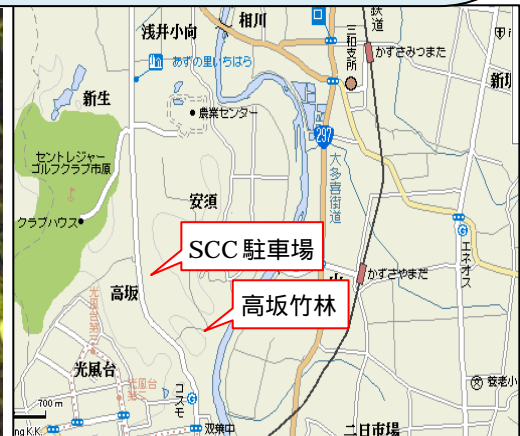 相川
鉄道
浅井小向
三和支所
かずさみつまた
あずの里いちはら
新生
農業センター
297
大多喜街道
セントレジャー
ゴルフクラブ市原
安須
クラブハウス
SCC 駐車場
エネオス
かずさやまだ
高坂
高坂竹林
光風台
光風台
コスモ
700m
養老小
双葉中
二日市場
ng K.K